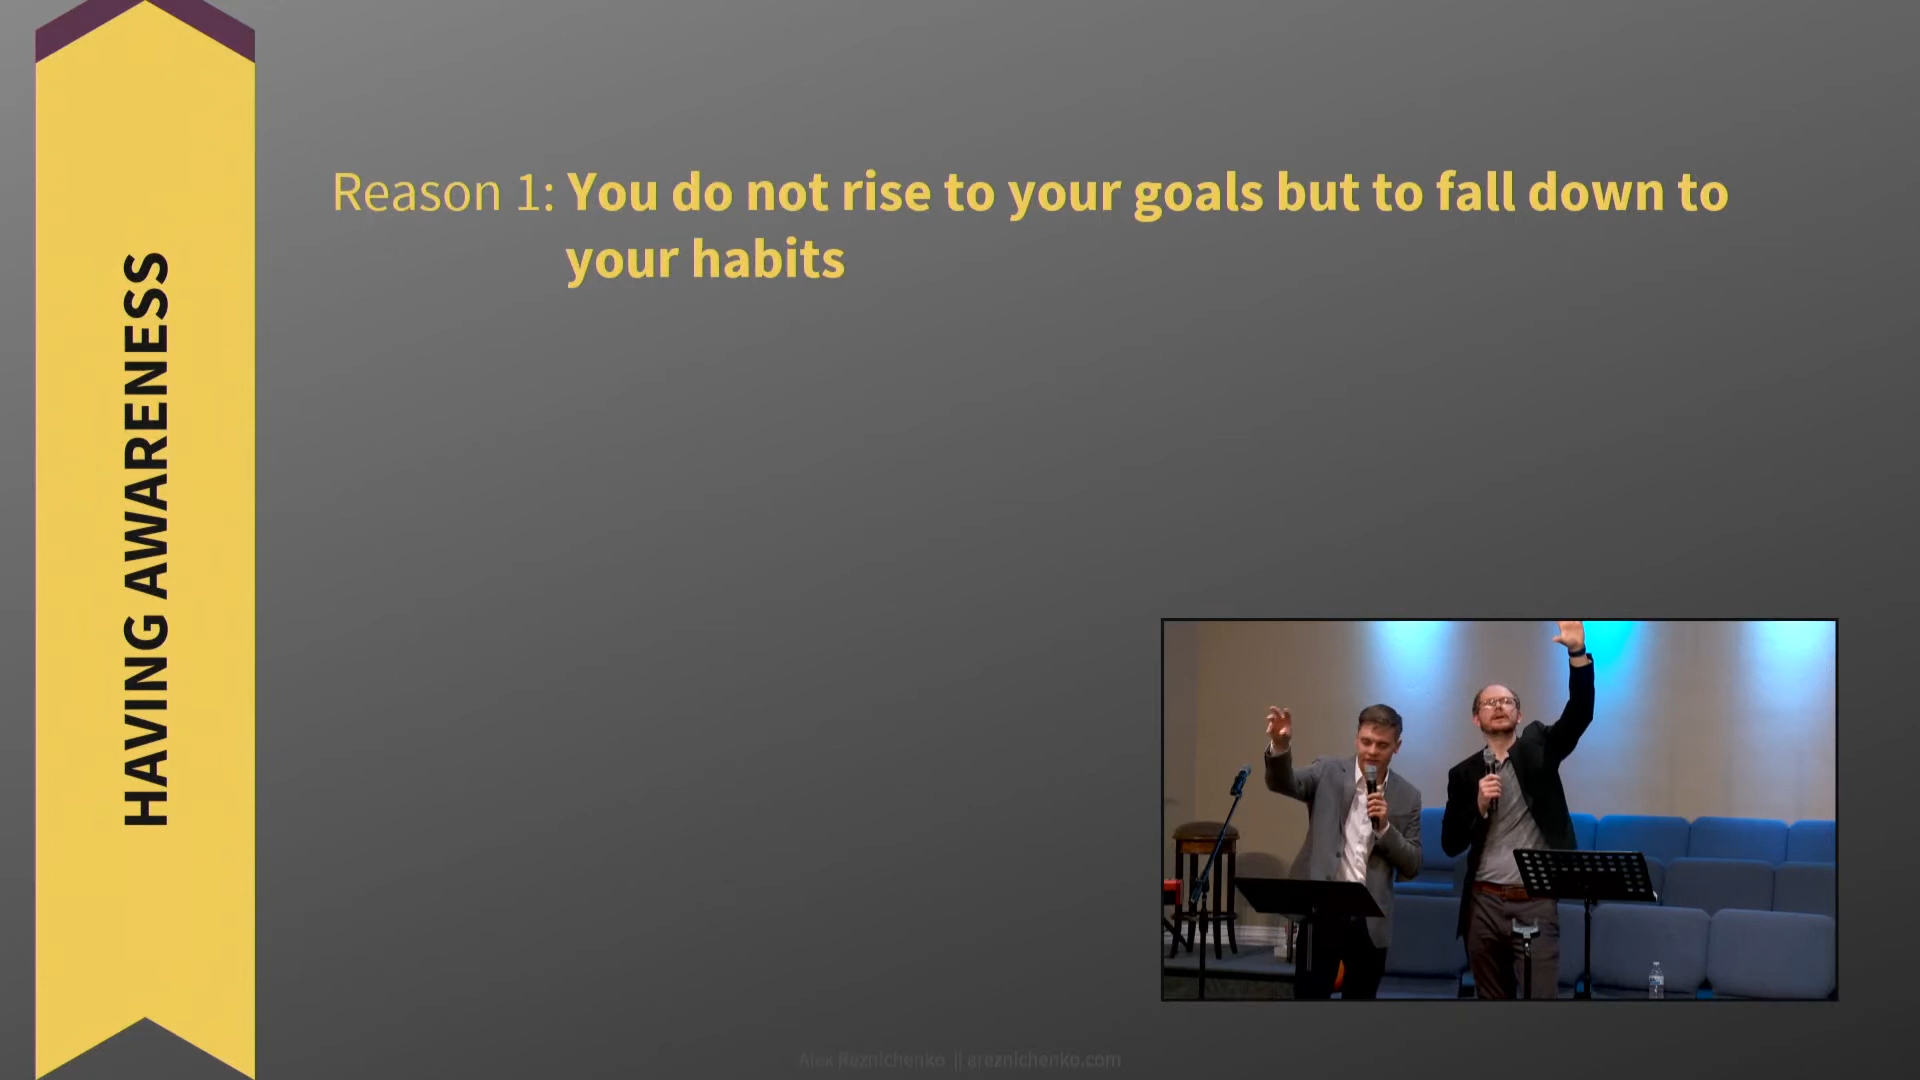 HAVING AWARENESS
Reason 1: You do not rise to your goals but to fall down to
your habits
Alex Reznichenko || areznichenko.com